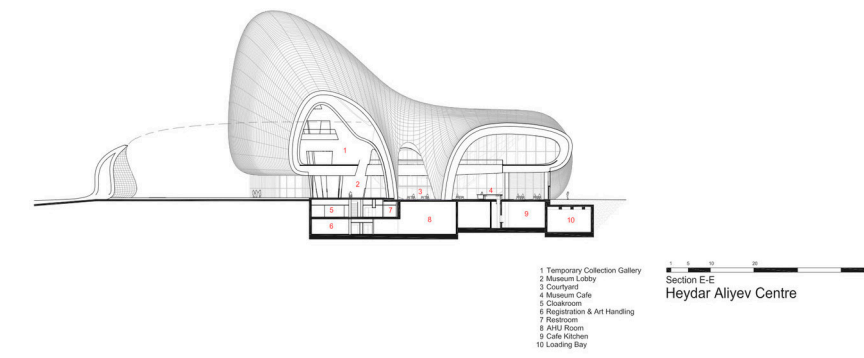 1
2
3
4
5
7
6
8
9
10
1 Temporary Collection Gallery
2 Museum Lobby
3 Courtyard
4 Museum Cafe
5 Cloakroom
6 Registration & Art Handling
7 Restroom
8 AHU Room
9 Cafe Kitchen
10 Loading Bay
1 5 10 20
Section E-E
Heydar Aliyev Centre